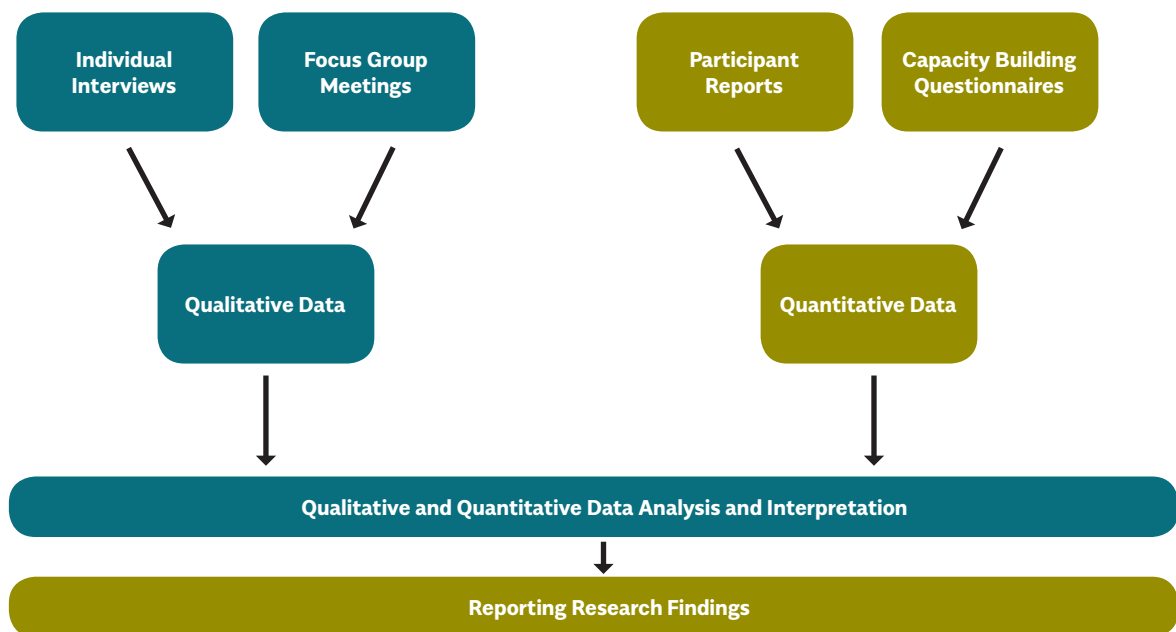 Individual
Interviews
Focus Group
Meetings
Participant
Reports
Capacity Building
Questionnaires
Qualitative Data
Quantitative Data
Qualitative and Quantitative Data Analysis and Interpretation
Reporting Research Findings